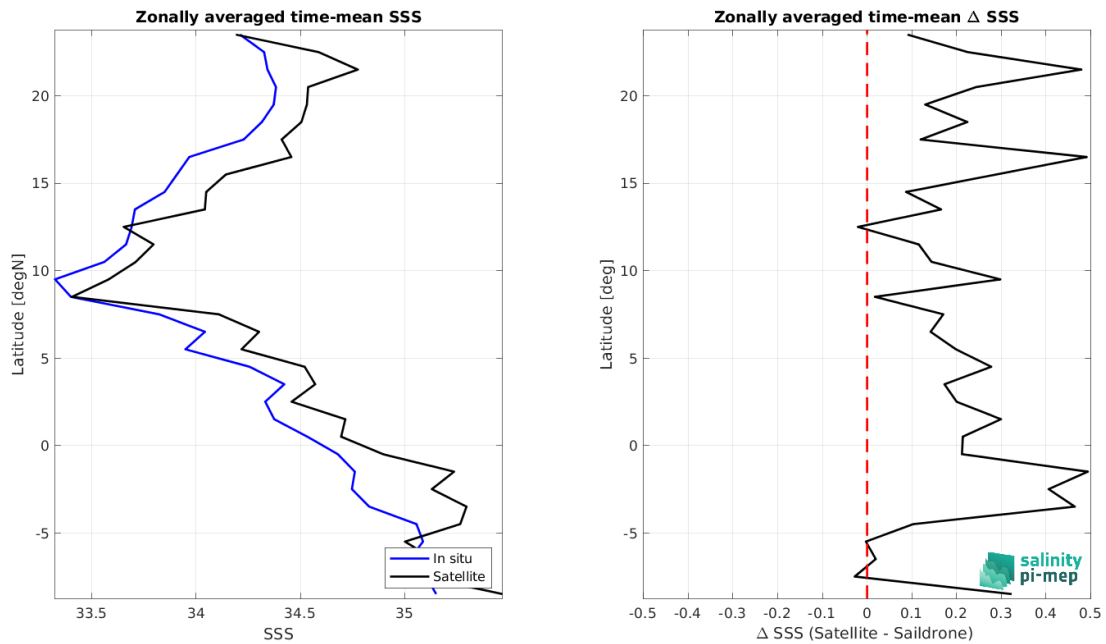 Zonally averaged time-mean SSS
20
15
10
5
0
-5
Latitude [degN]
33.5
34
34.5
35
SSS
In situ
Satellite
Zonally averaged time-mean Δ SSS
20
15
10
5
0
-5
Latitude [deg]
-0.5
-0.4
-0.3
-0.2
-0.1
0
0.1
0.2
0.3
0.4
0.5
Δ SSS (Satellite - Saildrone)
salinity
pi-mep